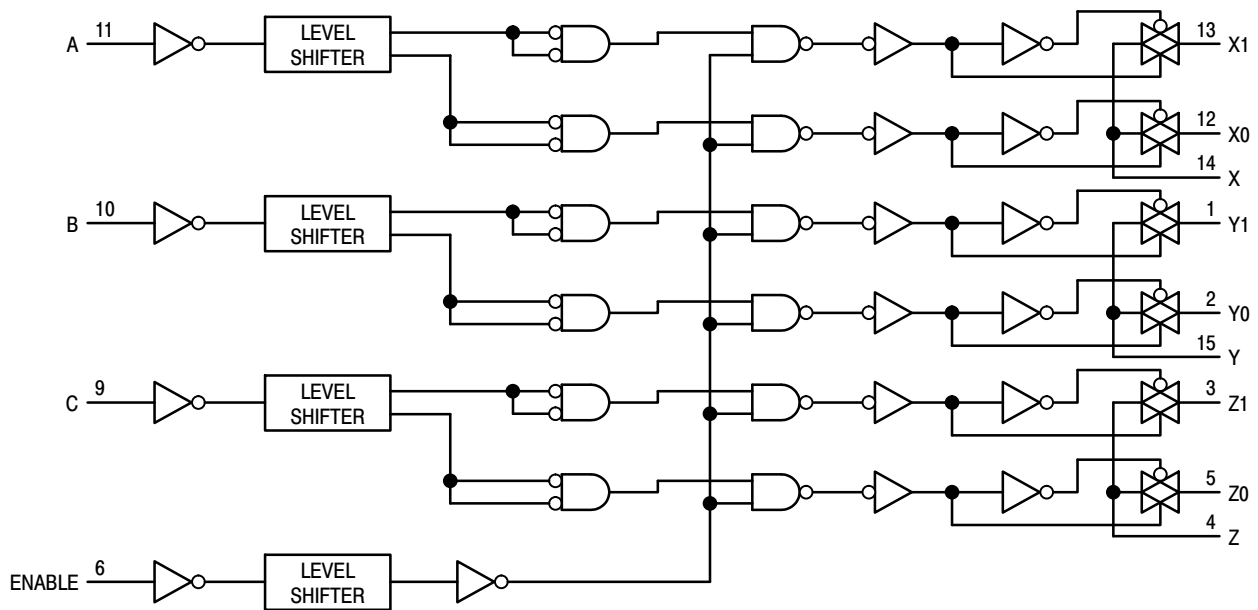 A 11
LEVEL
SHIFTER
13 X1
12 X0
14 X
B 10
LEVEL
SHIFTER
1 Y1
2 Y0
15 Y
C 9
LEVEL
SHIFTER
3 Z1
5 Z0
4 Z
ENABLE 6
LEVEL
SHIFTER